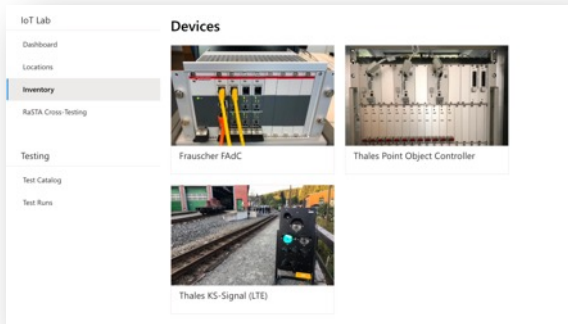 IoT Lab
Dashboard
Locations
Inventory
RaSTA Cross-Testing
Testing
Test Catalog
Test Runs
Devices
Frauscher FAdC
Thales Point Object Controller
Thales KS-Signal (LTE)